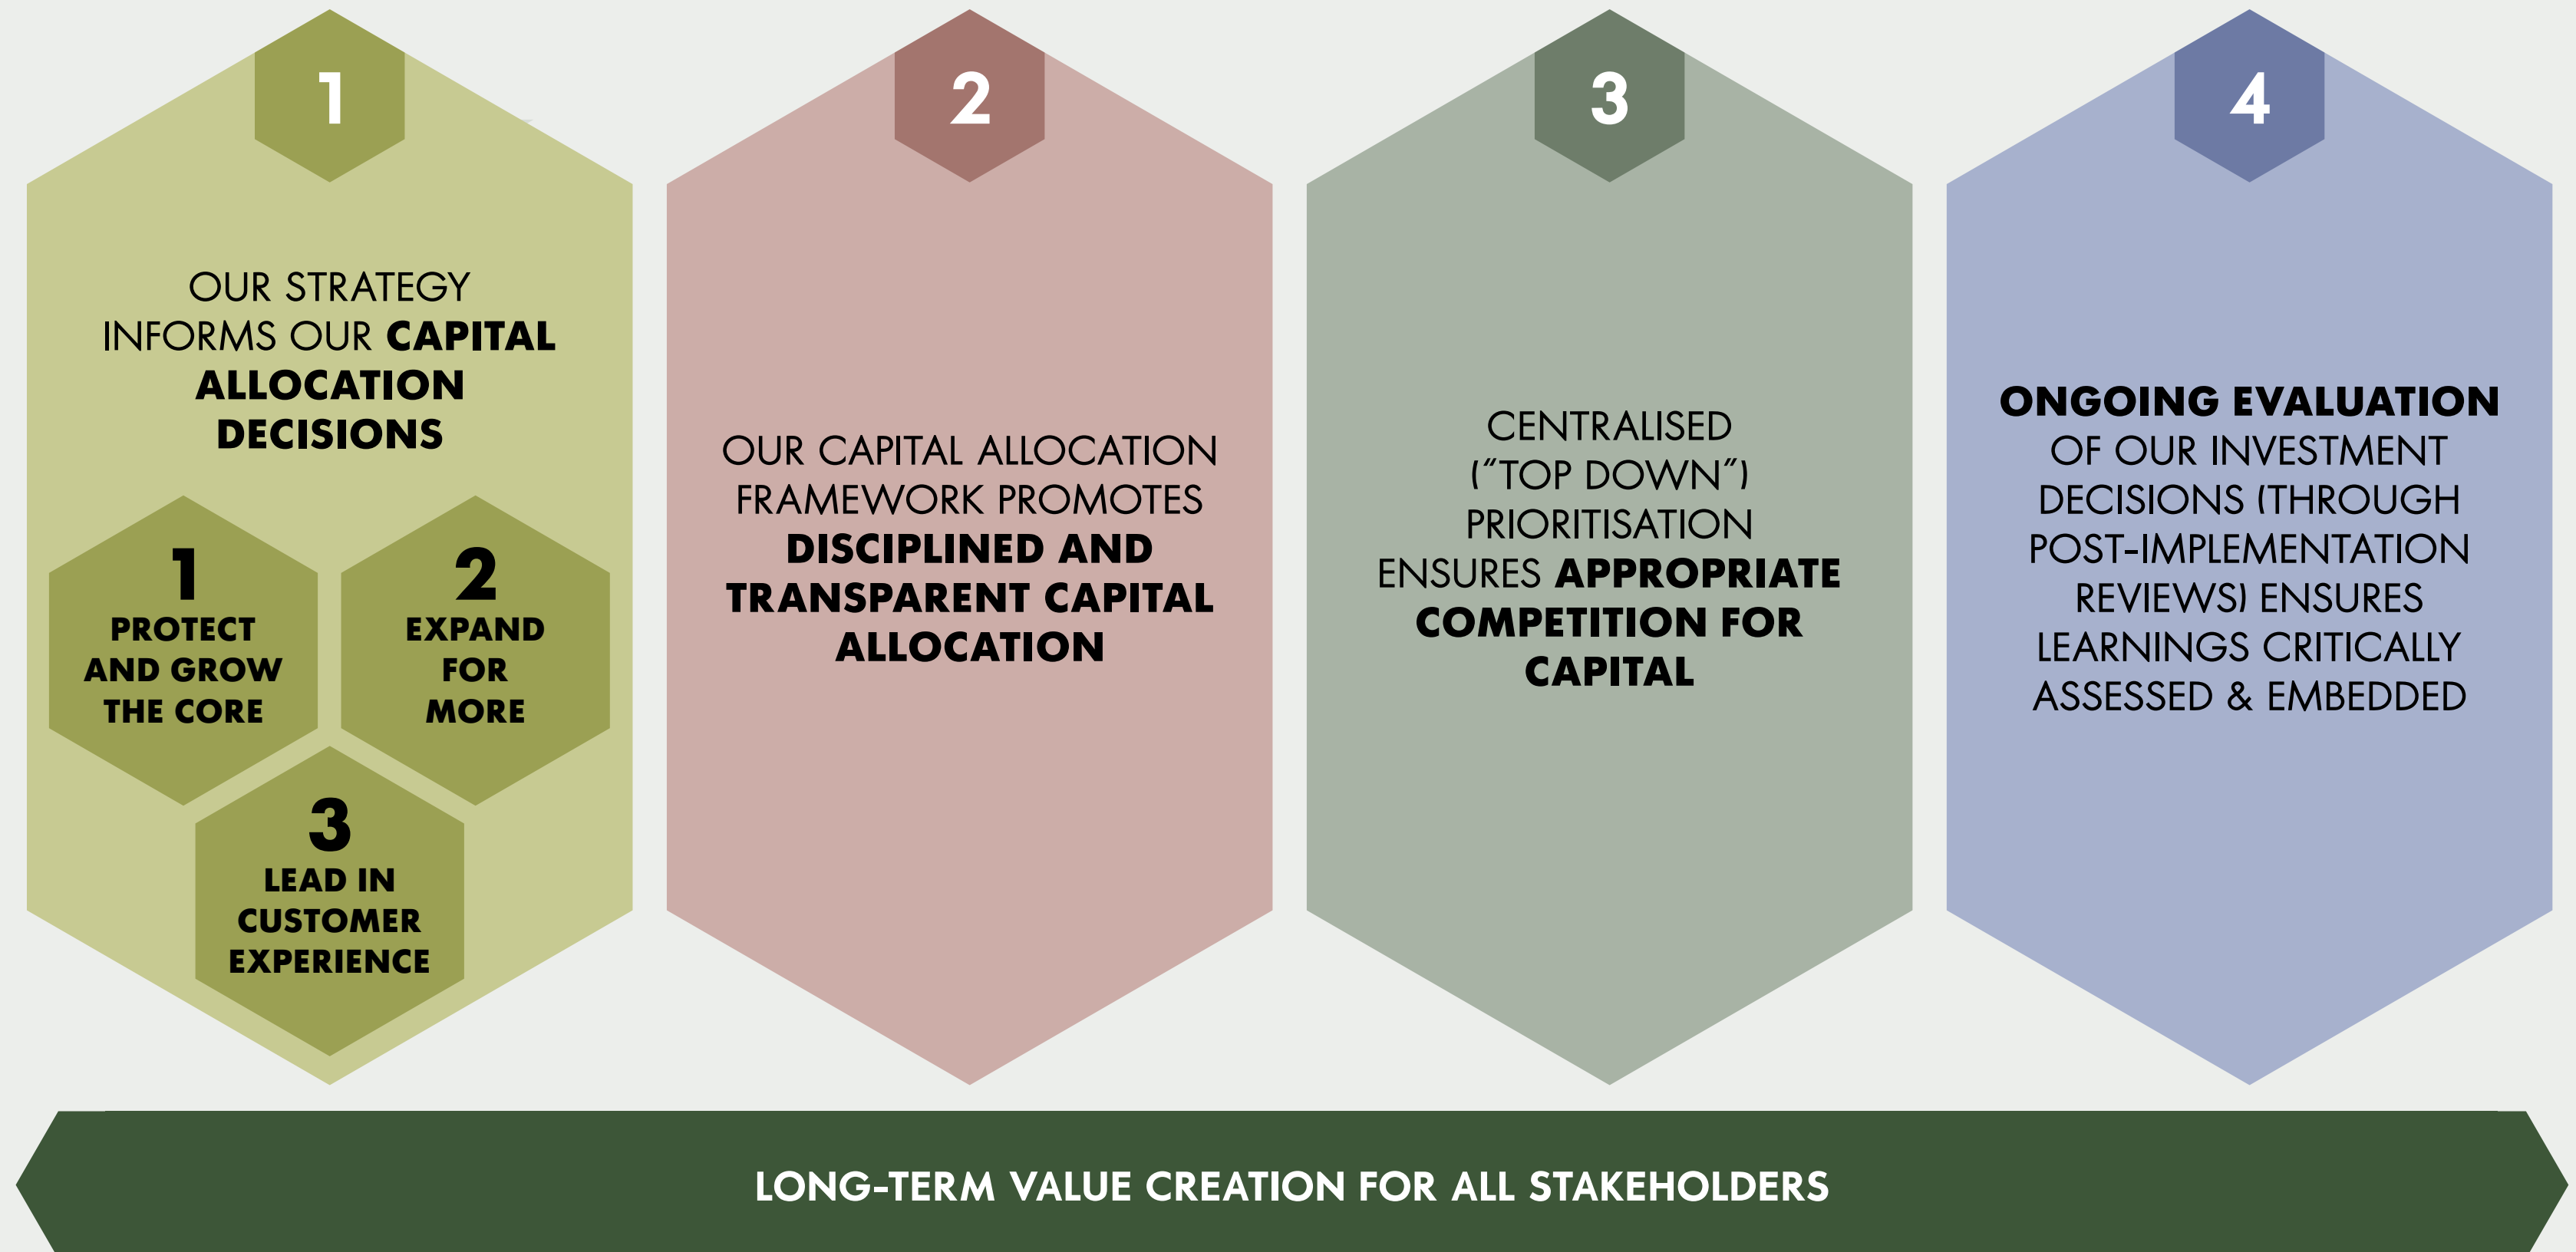 1
OUR STRATEGY
INFORMS OUR CAPITAL
ALLOCATION
DECISIONS
1
PROTECT
AND GROW
THE CORE
2
EXPAND
FOR
MORE
3
LEAD IN
CUSTOMER
EXPERIENCE
2
OUR CAPITAL ALLOCATION
FRAMEWORK PROMOTES
DISCIPLINED AND
TRANSPARENT CAPITAL
ALLOCATION
3
CENTRALISED
("TOP DOWN")
PRIORITISATION
ENSURES APPROPRIATE
COMPETITION FOR
CAPITAL
4
ONGOING EVALUATION
OF OUR INVESTMENT
DECISIONS (THROUGH
POST-IMPLEMENTATION
REVIEWS) ENSURES
LEARNINGS CRITICALLY
ASSESSED & EMBEDDED
LONG-TERM VALUE CREATION FOR ALL STAKEHOLDERS